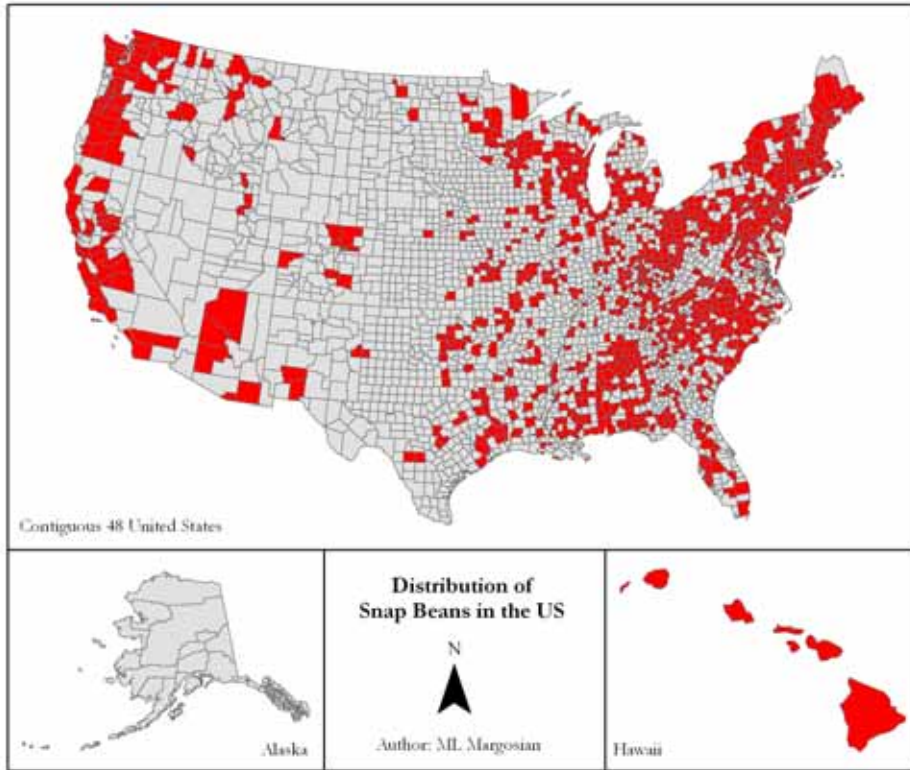 Contiguous 48 United States
Alaska
Distribution of
Snap Beans in the US
N
Author: ML Margosian
Hawaii